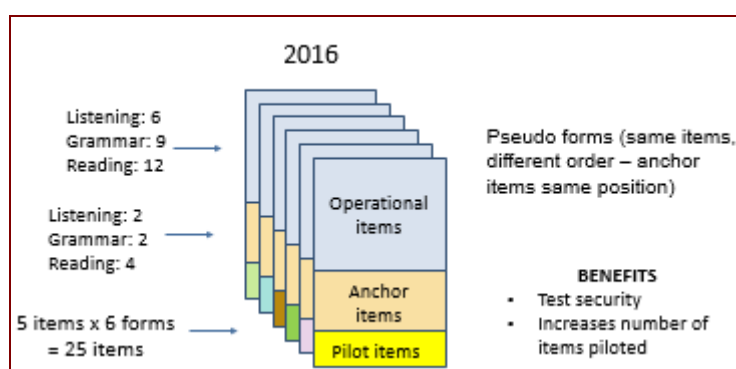 2016
Listening: 6
Grammar: 9
Reading: 12
Pseudo forms (same items,
different order – anchor
items same position)
Operational
items
Listening: 2
Grammar: 2
Reading: 4
Anchor
items
BENEFITS
▪ Test security
▪ Increases number of
items piloted
5 items x 6 forms
= 25 items
Pilot items